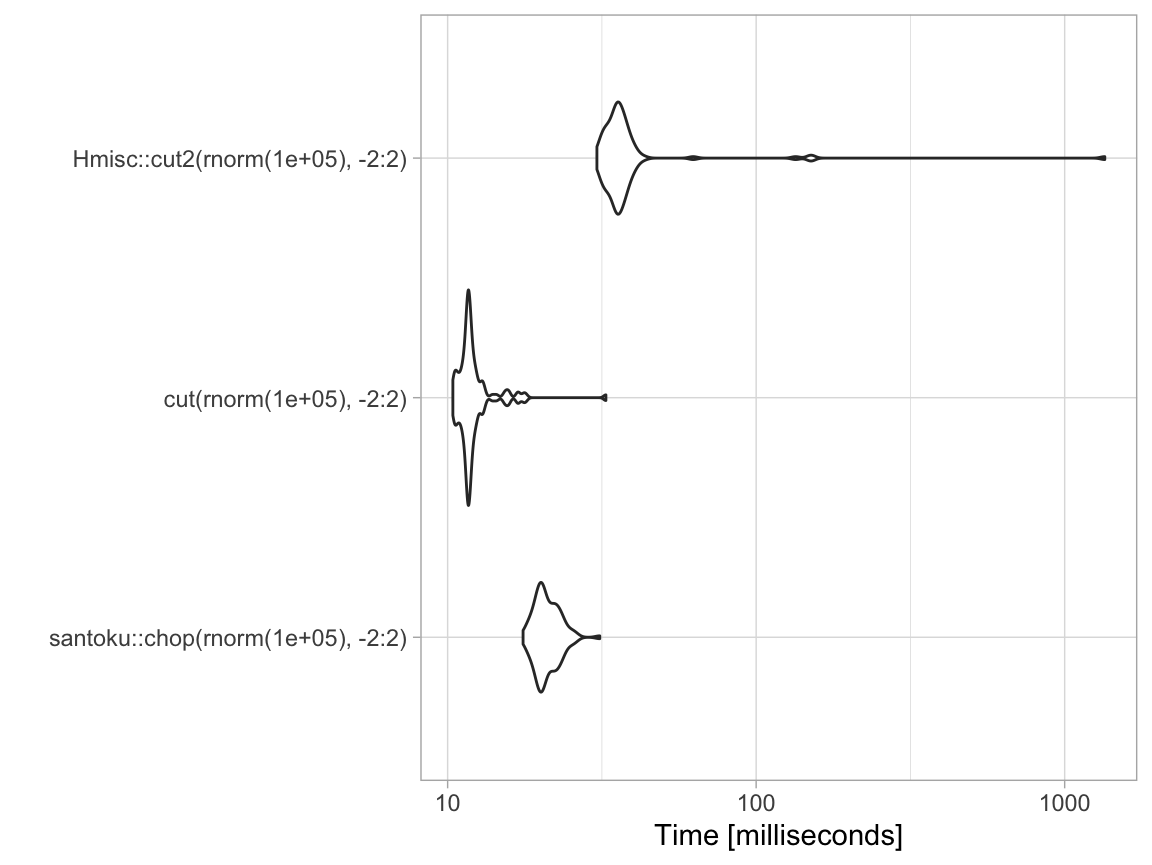 Hmisc::cut2(rnorm(1e+05), -2:2)
cut(rnorm(1e+05), -2:2)
santoku::chop(rnorm(1e+05), -2:2)
10 100 1000
Time [milliseconds]